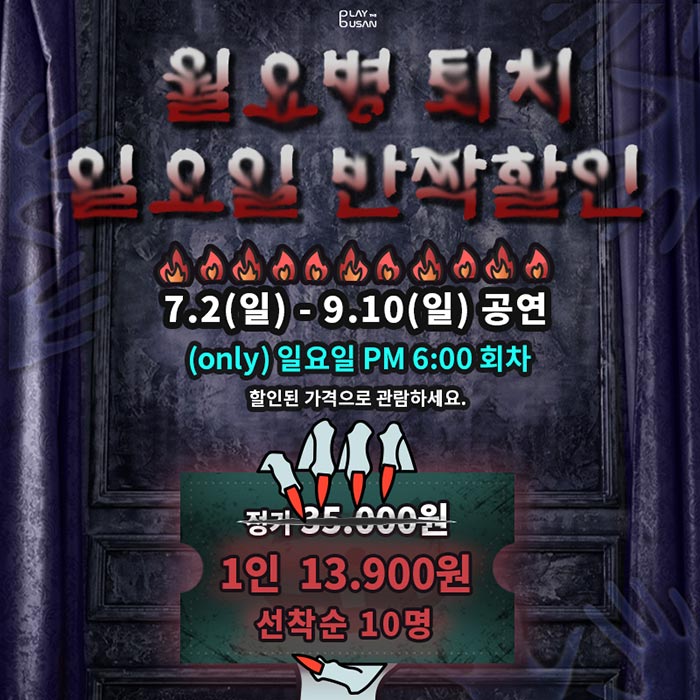 PLAY THE
BUSAN
월요병 퇴치
일요일 반짝할인
7.2(일) - 9.10(일) 공연
(only) 일요일 PM 6:00 회차
할인된 가격으로 관람하세요.
정가 35.000원
1인 13.900원
선착순 10명